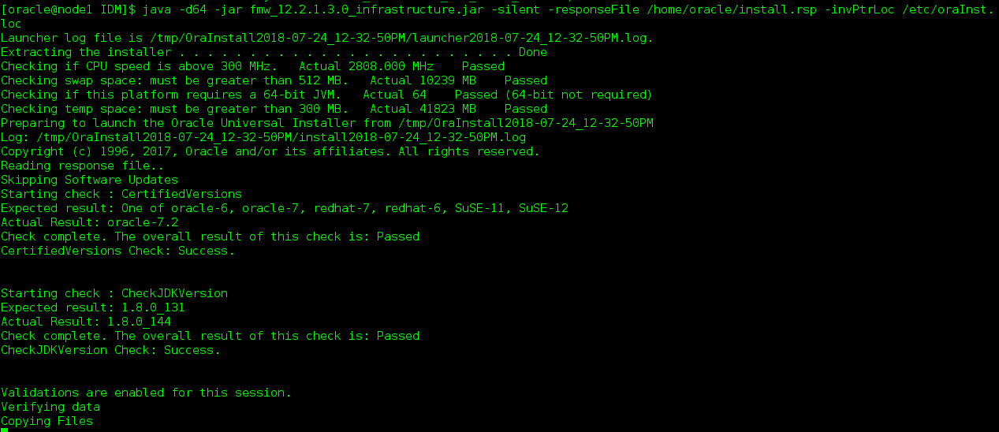 [oracle@node1 IDM]$ java -d64 -jar fmw_12.2.1.3.0_infrastructure.jar -silent -responseFile /home/oracle/install.rsp -invPtrLoc /etc/oraInst.
loc
Launcher log file is /tmp/OraInstall2018-07-24_12-32-50PM/launcher2018-07-24_12-32-50PM.log.
Extracting the installer . . . . . . . . . . . . . . . . . . . . . . . . Done
Checking if CPU speed is above 300 MHz.   Actual 2808.000 MHz    Passed
Checking swap space: must be greater than 512 MB.   Actual 10239 MB    Passed
Checking if this platform requires a 64-bit JVM.   Actual 64    Passed (64-bit not required)
Checking temp space: must be greater than 300 MB.   Actual 41823 MB    Passed
Preparing to launch the Oracle Universal Installer from /tmp/OraInstall2018-07-24_12-32-50PM
Log: /tmp/OraInstall2018-07-24_12-32-50PM/install2018-07-24_12-32-50PM.log
Copyright (c) 1996, 2017, Oracle and/or its affiliates. All rights reserved.
Reading response file..
Skipping Software Updates
Starting check : CertifiedVersions
Expected result: One of oracle-6, oracle-7, redhat-7, redhat-6, SuSE-11, SuSE-12
Actual Result: oracle-7.2
Check complete. The overall result of this check is: Passed
CertifiedVersions Check: Success.
Starting check : CheckJDKVersion
Expected result: 1.8.0_131
Actual Result: 1.8.0_144
Check complete. The overall result of this check is: Passed
CheckJDKVersion Check: Success.
Validations are enabled for this session.
Verifying data
Copying Files